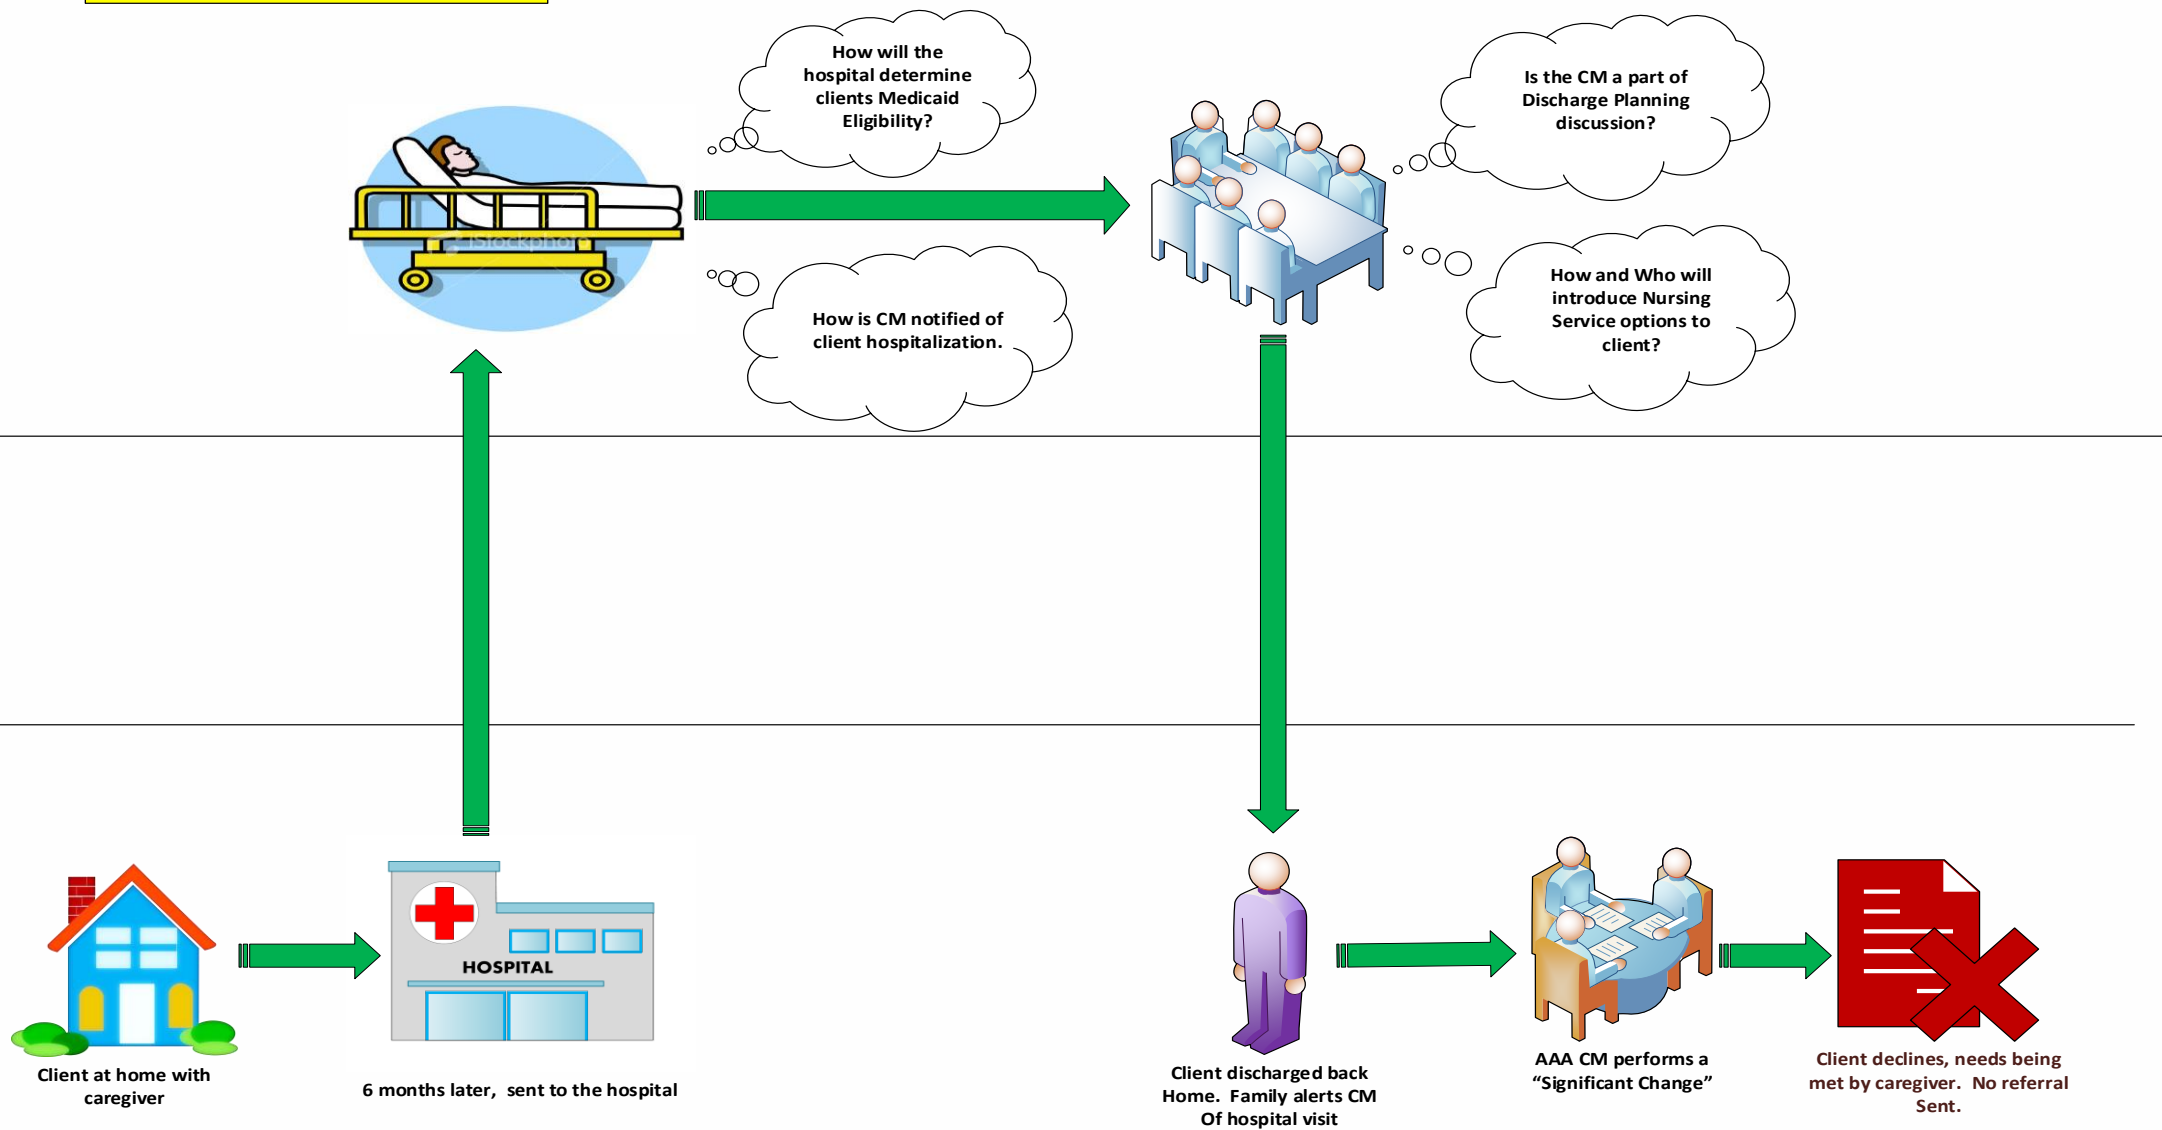 How will the
hospital determine
clients Medicaid
Eligibility?
Is the CM a part of
Discharge Planning
discussion?
iStockphoto
How is CM notified of
client hospitalization.
How and Who will
introduce Nursing
Service options to
client?
HOSPITAL
Client at home with
caregiver
6 months later,  sent to the hospital
Client discharged back
Home.  Family alerts CM
Of hospital visit
AAA CM performs a
“Significant Change”
Client declines, needs being
met by caregiver.  No referral
Sent.